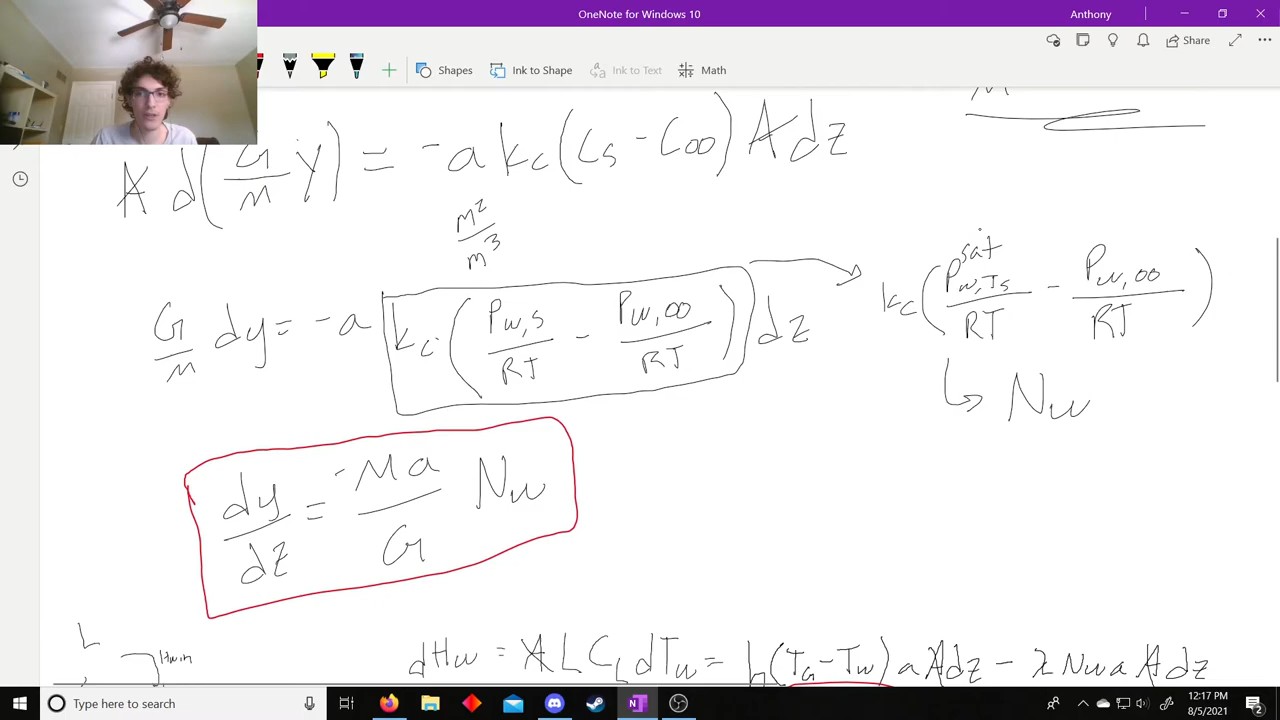 OneNote for Windows 10
Anthony
Share
Shapes
Ink to Shape
Ink to Text
Math
M
A d(G/M y) = -a kc(Cs - C∞) A dz
m²/m³
G/M dy = -a kc(Pw,s/RT - Pw,∞/RT) dz
kc(P^sat w,Ts/RT - Pw,∞/RT)
↳ Nw
dy/dz = -Ma/G Nw
L
Hwin
dHw = A L CL dTw = h(TG-Tw) a A dz - λ Nw a A dz
Type here to search
12:17 PM
8/5/2021
2